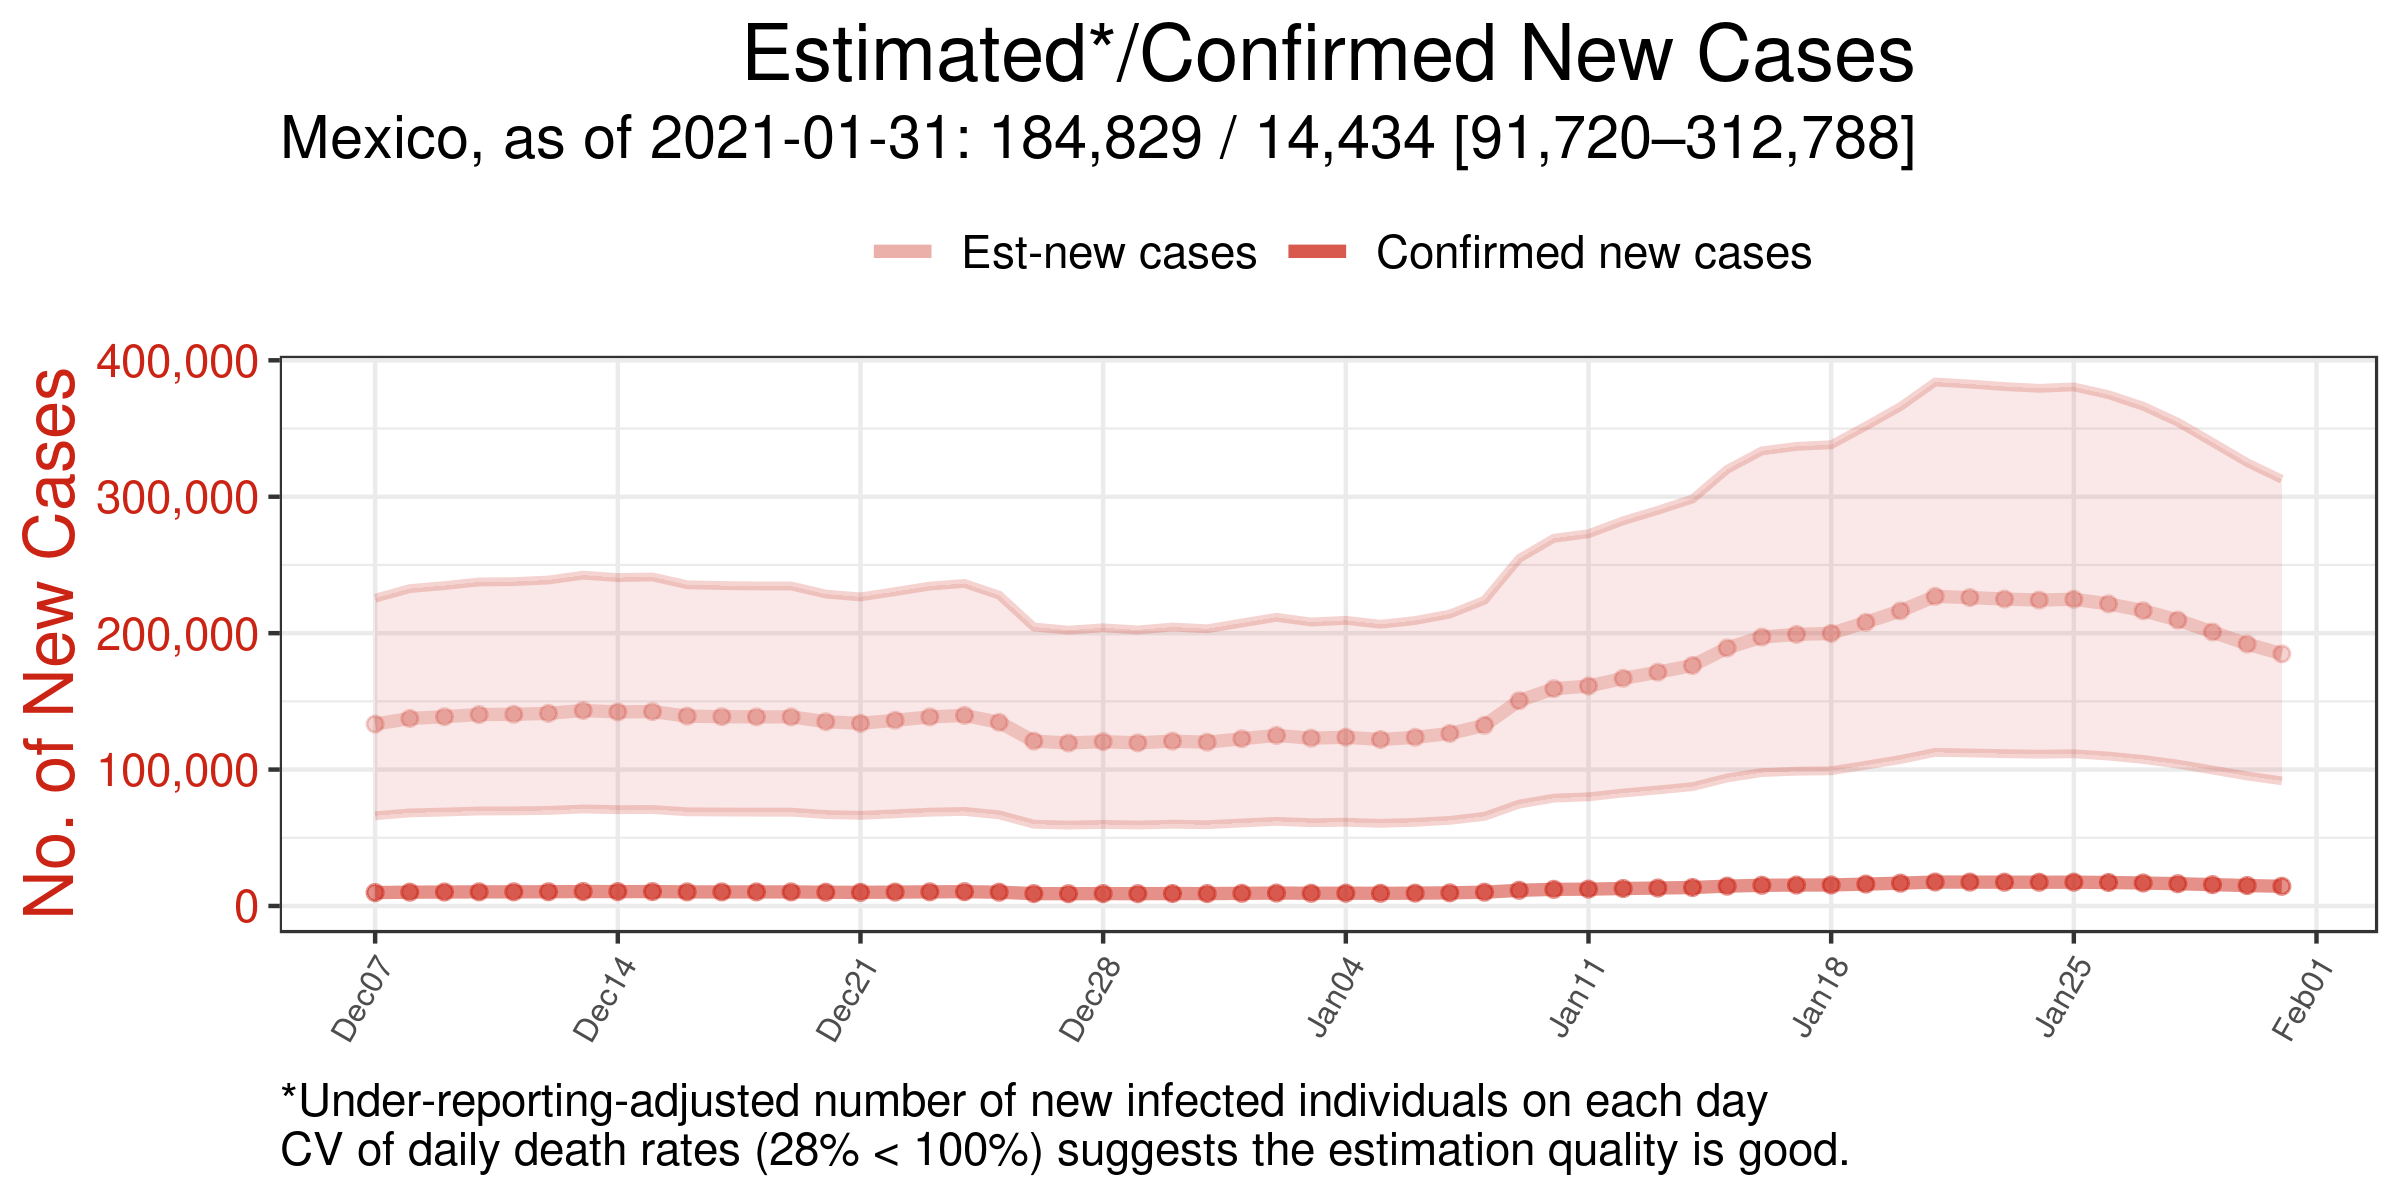 Estimated*/Confirmed New Cases
Mexico, as of 2021-01-31: 184,829 / 14,434 [91,720–312,788]
Est-new cases Confirmed new cases
No. of New Cases
400,000
300,000
200,000
100,000
0
Dec07 Dec14 Dec21 Dec28 Jan04 Jan11 Jan18 Jan25 Feb01
*Under-reporting-adjusted number of new infected individuals on each day
CV of daily death rates (28% < 100%) suggests the estimation quality is good.